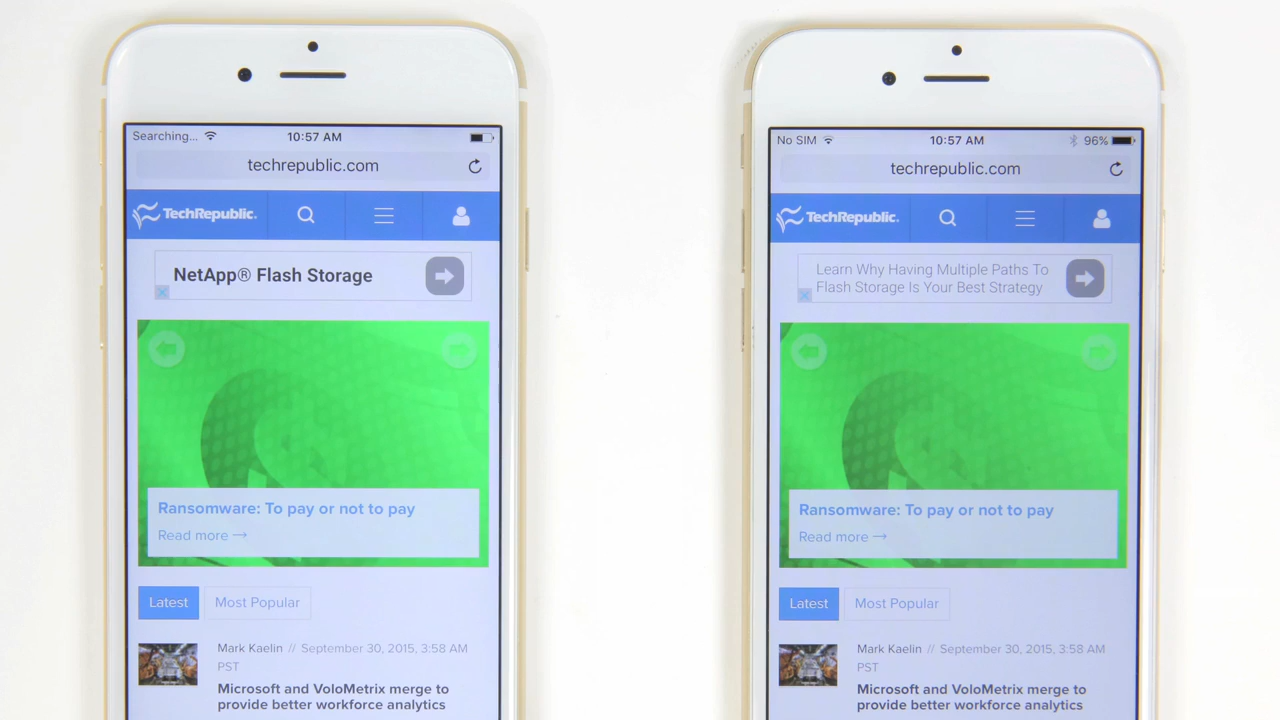 Searching...
10:57 AM
techrepublic.com
TechRepublic.
NetApp® Flash Storage
Ransomware: To pay or not to pay
Read more →
Latest
Most Popular
Mark Kaelin // September 30, 2015, 3:58 AM
PST
Microsoft and VoloMetrix merge to
provide better workforce analytics
No SIM
10:57 AM
96%
techrepublic.com
TechRepublic.
Learn Why Having Multiple Paths To
Flash Storage Is Your Best Strategy
Ransomware: To pay or not to pay
Read more →
Latest
Most Popular
Mark Kaelin // September 30, 2015, 3:58 AM
PST
Microsoft and VoloMetrix merge to
provide better workforce analytics